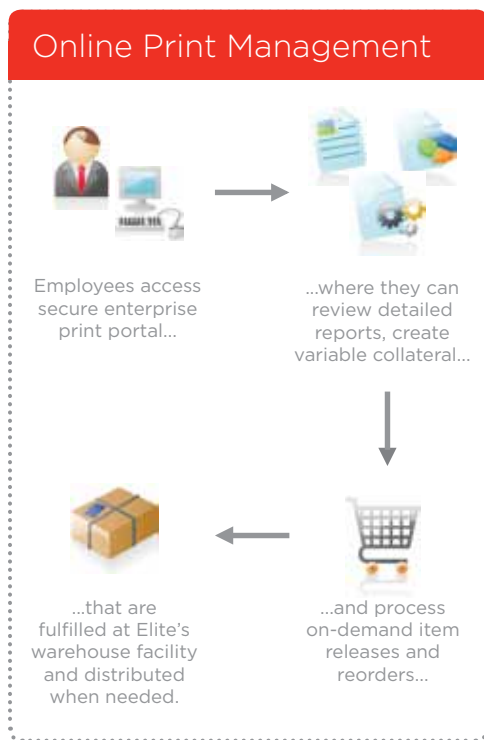 Online Print Management
Employees access
secure enterprise
print portal...
...where they can
review detailed
reports, create
variable collateral...
...and process
on-demand item
releases and
reorders...
...that are
fulfilled at Elite's
warehouse facility
and distributed
when needed.